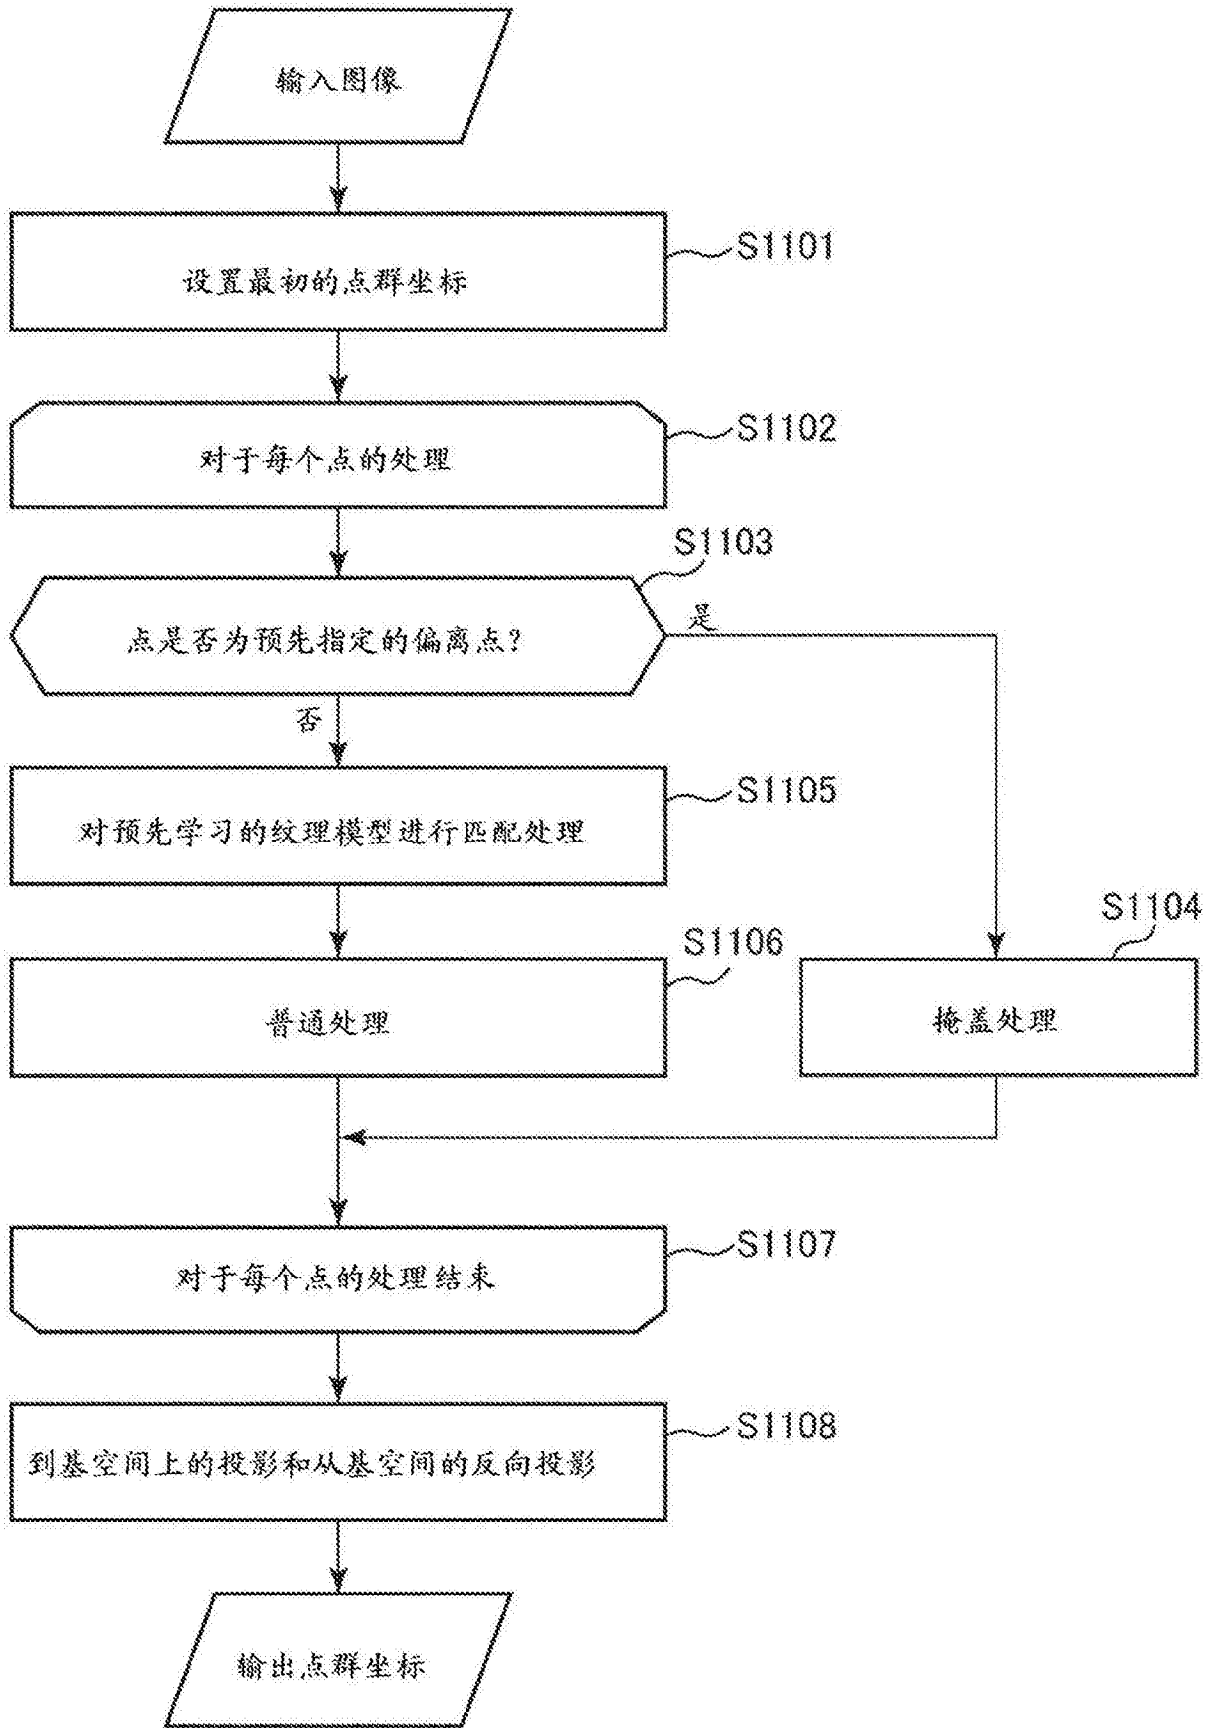 输入图像
S1101
设置最初的点群坐标
S1102
对于每个点的处理
S1103
点是否为预先指定的偏离点？
是
否
S1105
对预先学习的纹理模型进行匹配处理
S1104
S1106
普通处理
掩盖处理
S1107
对于每个点的处理结束
S1108
到基空间上的投影和从基空间的反向投影
输出点群坐标